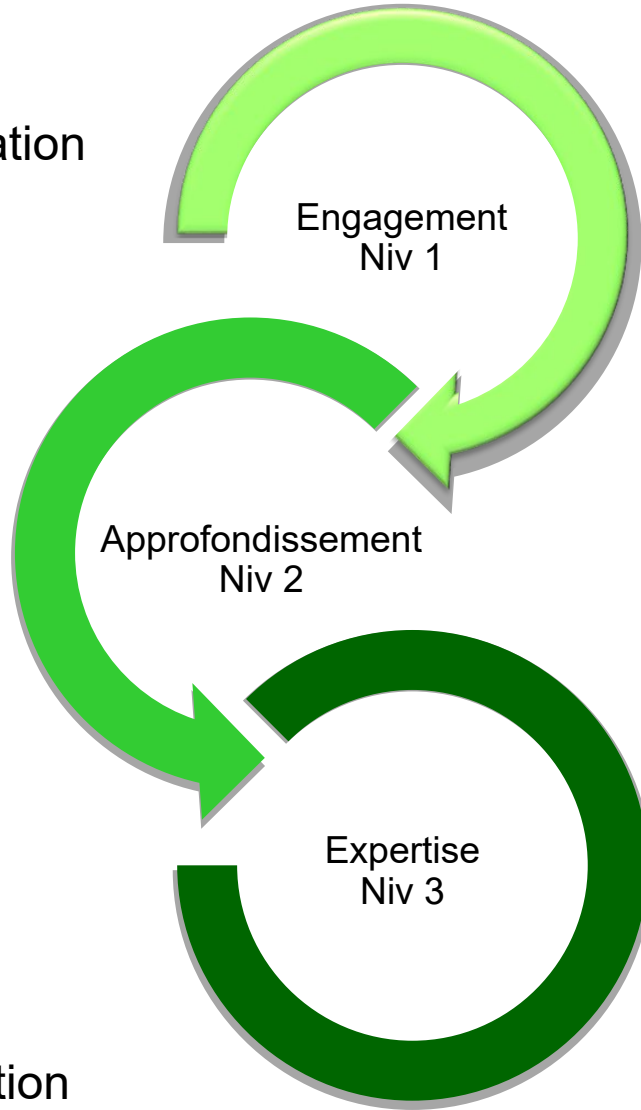 ation
Engagement
Niv 1
Approfondissement
Niv 2
Expertise
Niv 3
tion